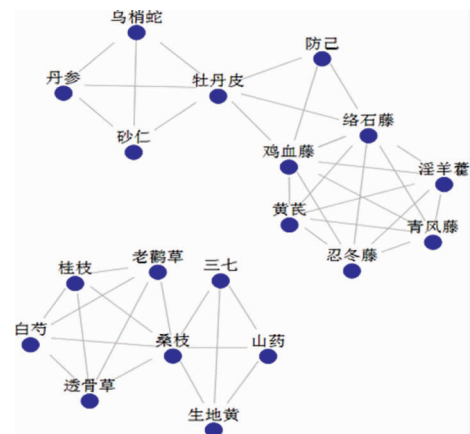 乌梢蛇
防己
丹参
牡丹皮
络石藤
砂仁
鸡血藤
淫羊藿
黄芪
青风藤
忍冬藤
老鹳草
桂枝
三七
白芍
桑枝
山药
透骨草
生地黄